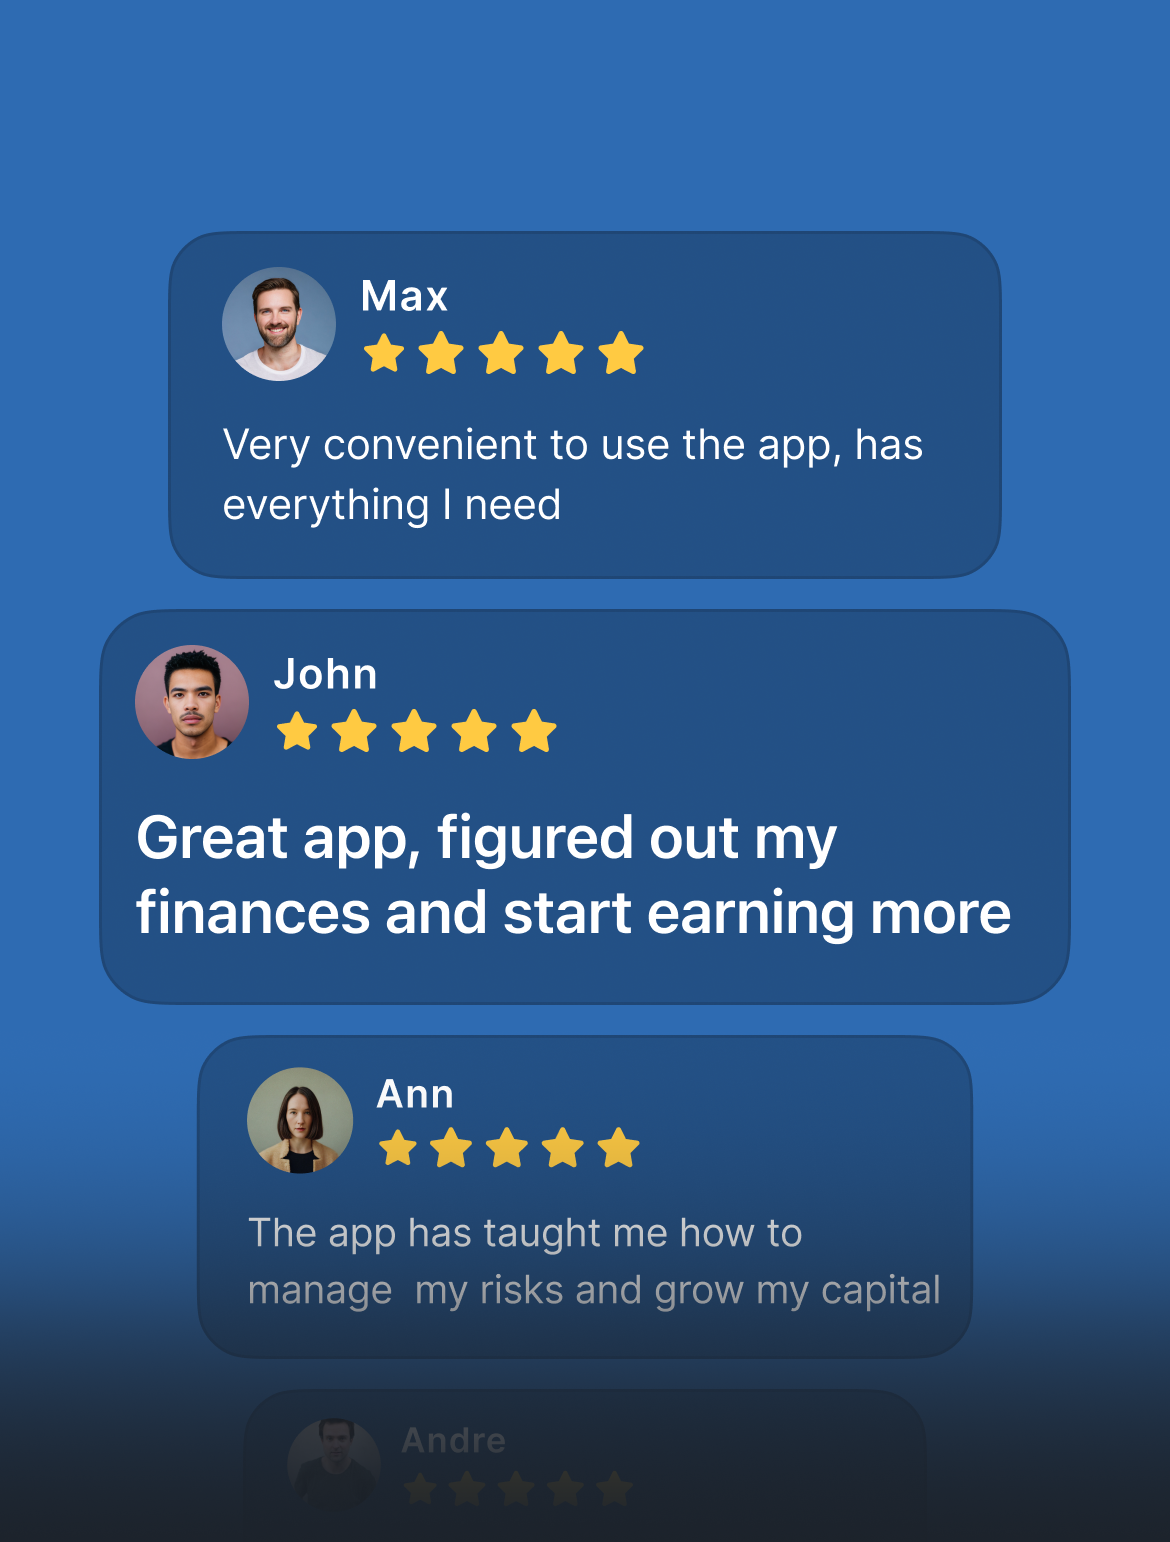 Max
Very convenient to use the app, has
everything I need
John
Great app, figured out my
finances and start earning more
Ann
The app has taught me how to
manage  my risks and grow my capital
Andre